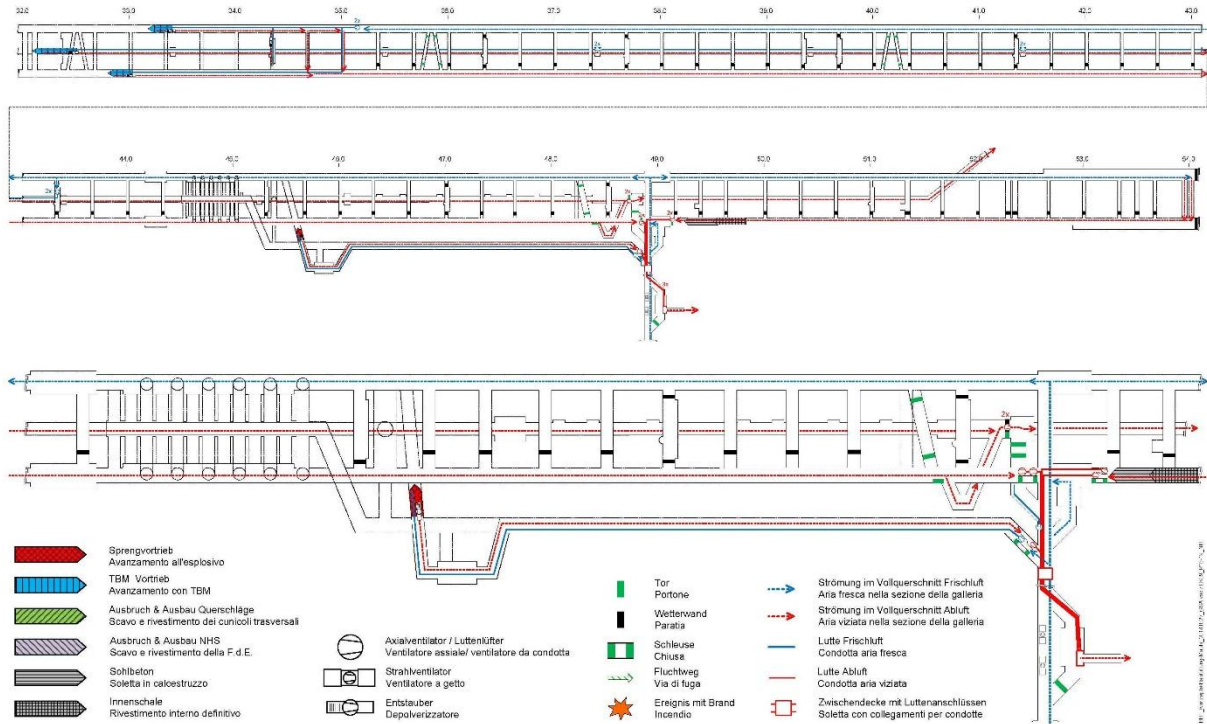 32.0 33.0 34.0 35.0 36.0 37.0 38.0 39.0 40.0 41.0 42.0 43.0
2x 2x 2x
44.0 45.0 46.0 47.0 48.0 49.0 50.0 51.0 52.0 53.0 54.0
2x
3x
2x
Sprengvortrieb
Avanzamento all'esplosivo
TBM Vortrieb
Avanzamento con TBM
Ausbruch & Ausbau Querschläge
Scavo e rivestimento dei cunicoli trasversali
Ausbruch & Ausbau NHS
Scavo e rivestimento della F.d.E.
Sohlbeton
Soletta in calcestruzzo
Innenschale
Rivestimento interno definitivo
Axialventilator / Luttenlüfter
Ventilatore assiale/ ventilatore da condotta
Strahlventilator
Ventilatore a getto
Entstauber
Depolverizzatore
Tor
Portone
Wetterwand
Paratia
Schleuse
Chiusa
Fluchtweg
Via di fuga
Ereignis mit Brand
Incendio
Strömung im Vollquerschnitt Frischluft
Aria fresca nella sezione della galleria
Strömung im Vollquerschnitt Abluft
Aria viziata nella sezione della galleria
Lutte Frischluft
Condotta aria fresca
Lutte Abluft
Condotta aria viziata
Zwischendecke mit Luttenanschlüssen
Soletta con collegamenti per condotte